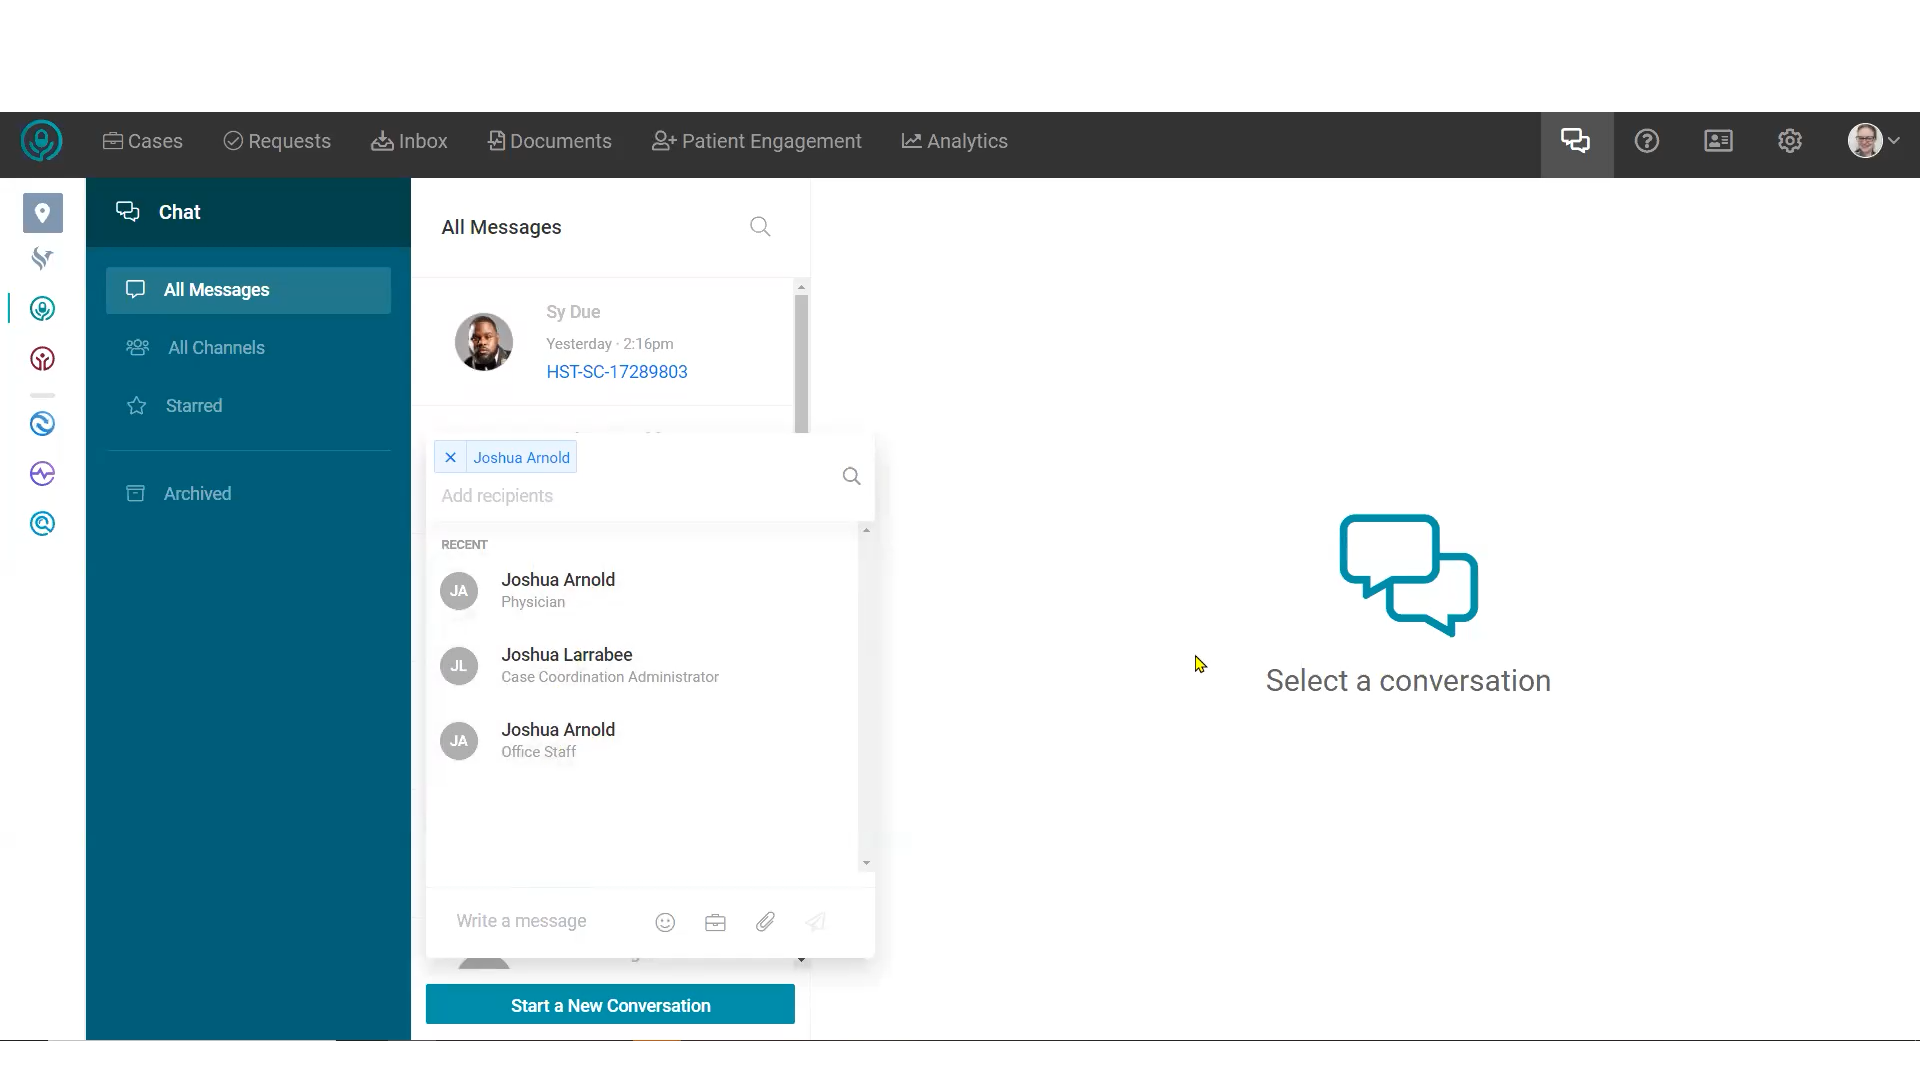 Cases
Requests
Inbox
Documents
Patient Engagement
Analytics
Chat
All Messages
All Channels
Starred
Archived
All Messages
Sy Due
Yesterday · 2:16pm
HST-SC-17289803
Joshua Arnold
Add recipients
RECENT
JA
Joshua Arnold
Physician
JL
Joshua Larrabee
Case Coordination Administrator
JA
Joshua Arnold
Office Staff
Write a message
Start a New Conversation
Select a conversation